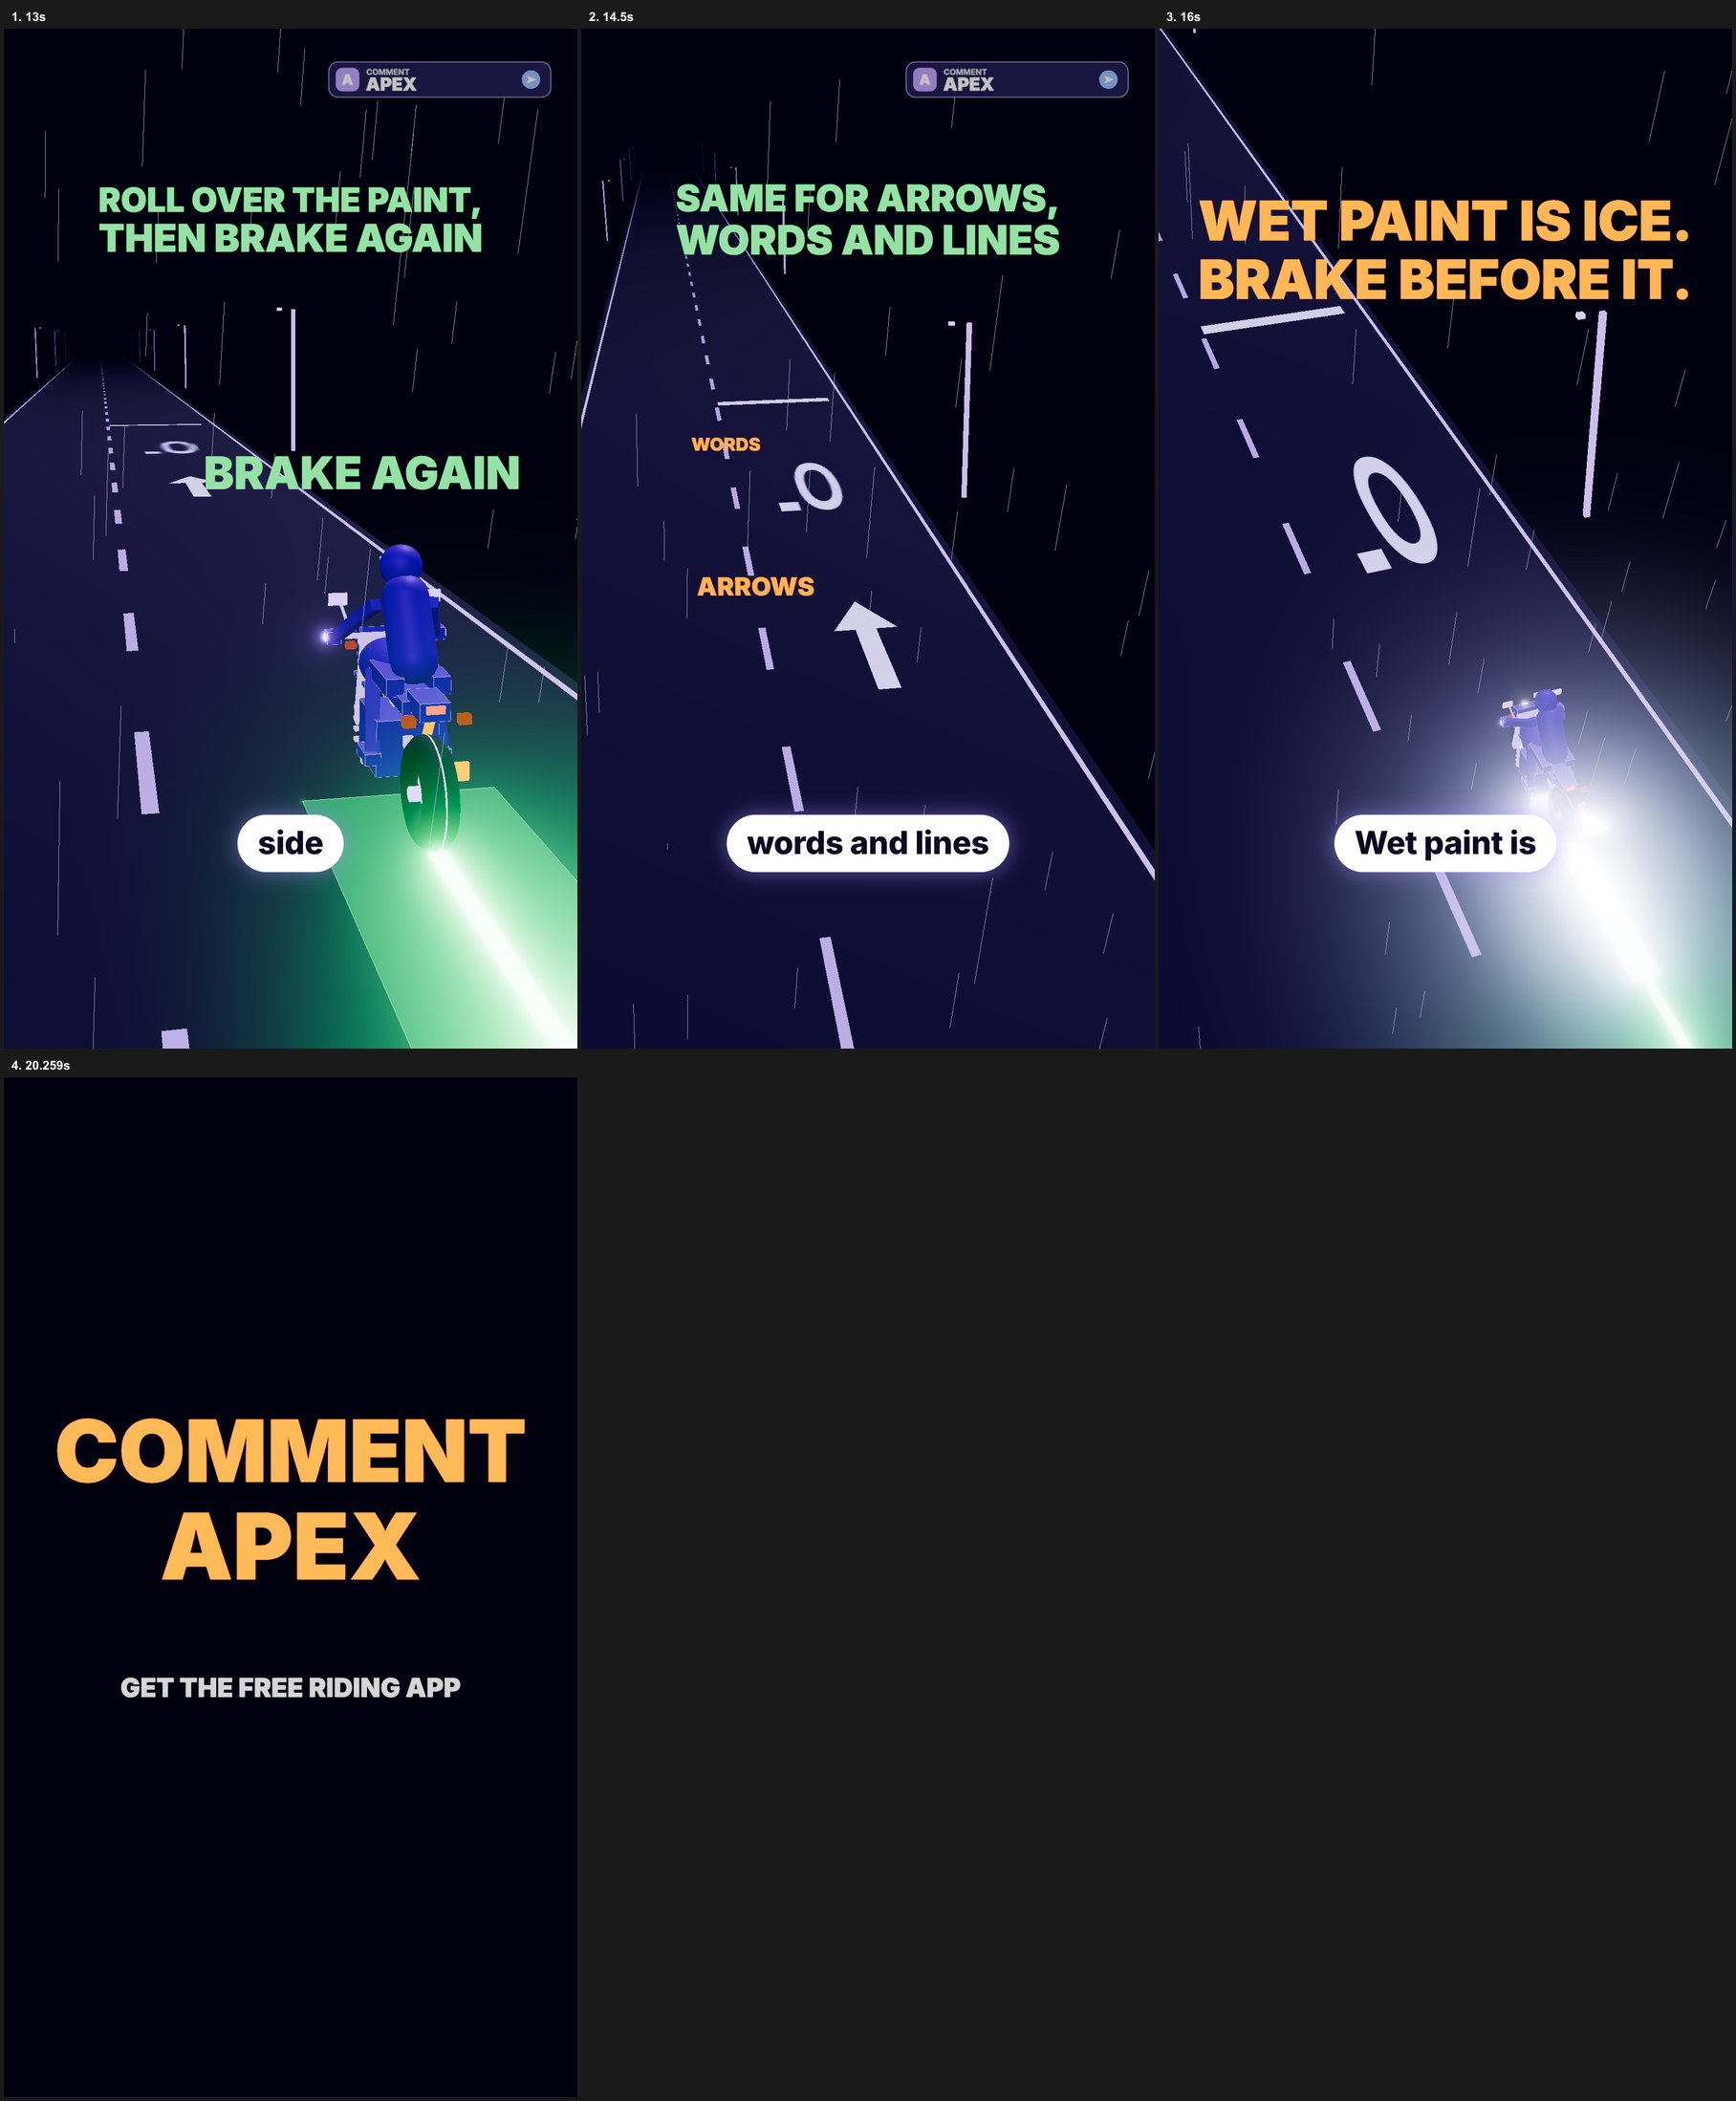 1. 13s
A
COMMENT
APEX
ROLL OVER THE PAINT,
THEN BRAKE AGAIN
BRAKE AGAIN
side
2. 14.5s
A
COMMENT
APEX
SAME FOR ARROWS,
WORDS AND LINES
WORDS
ARROWS
words and lines
3. 16s
WET PAINT IS ICE.
BRAKE BEFORE IT.
Wet paint is
4. 20.259s
COMMENT
APEX
GET THE FREE RIDING APP